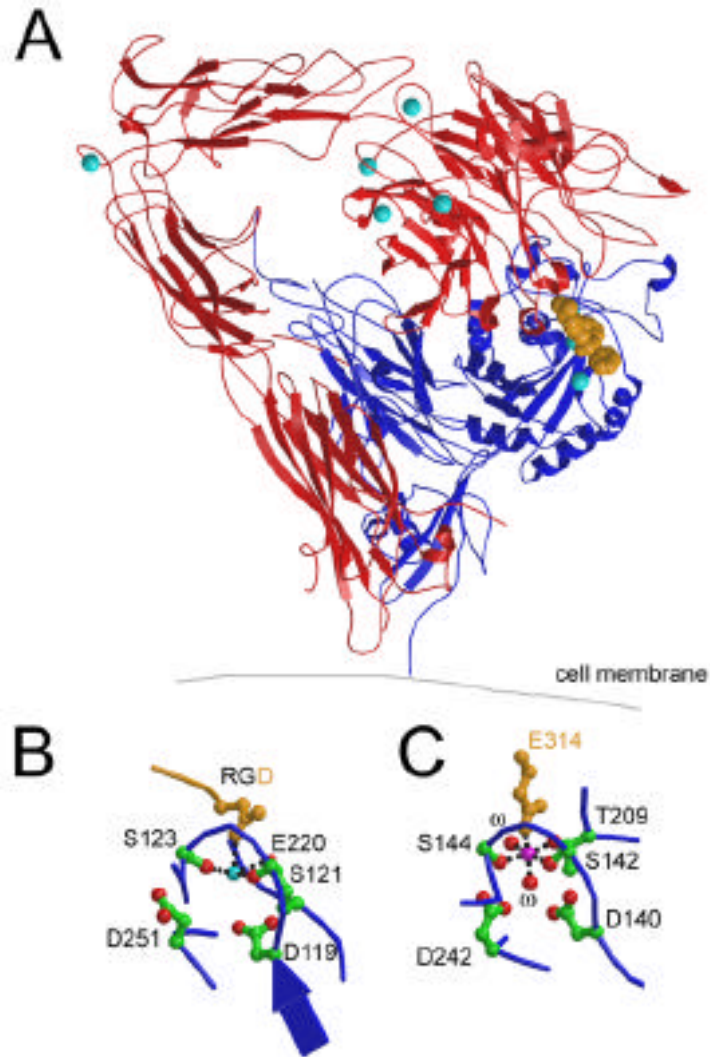 A
cell membrane
B
C
RGD
S123
E220
S121
D251
D119
E314
ω
T209
S144
S142
ω
D140
D242